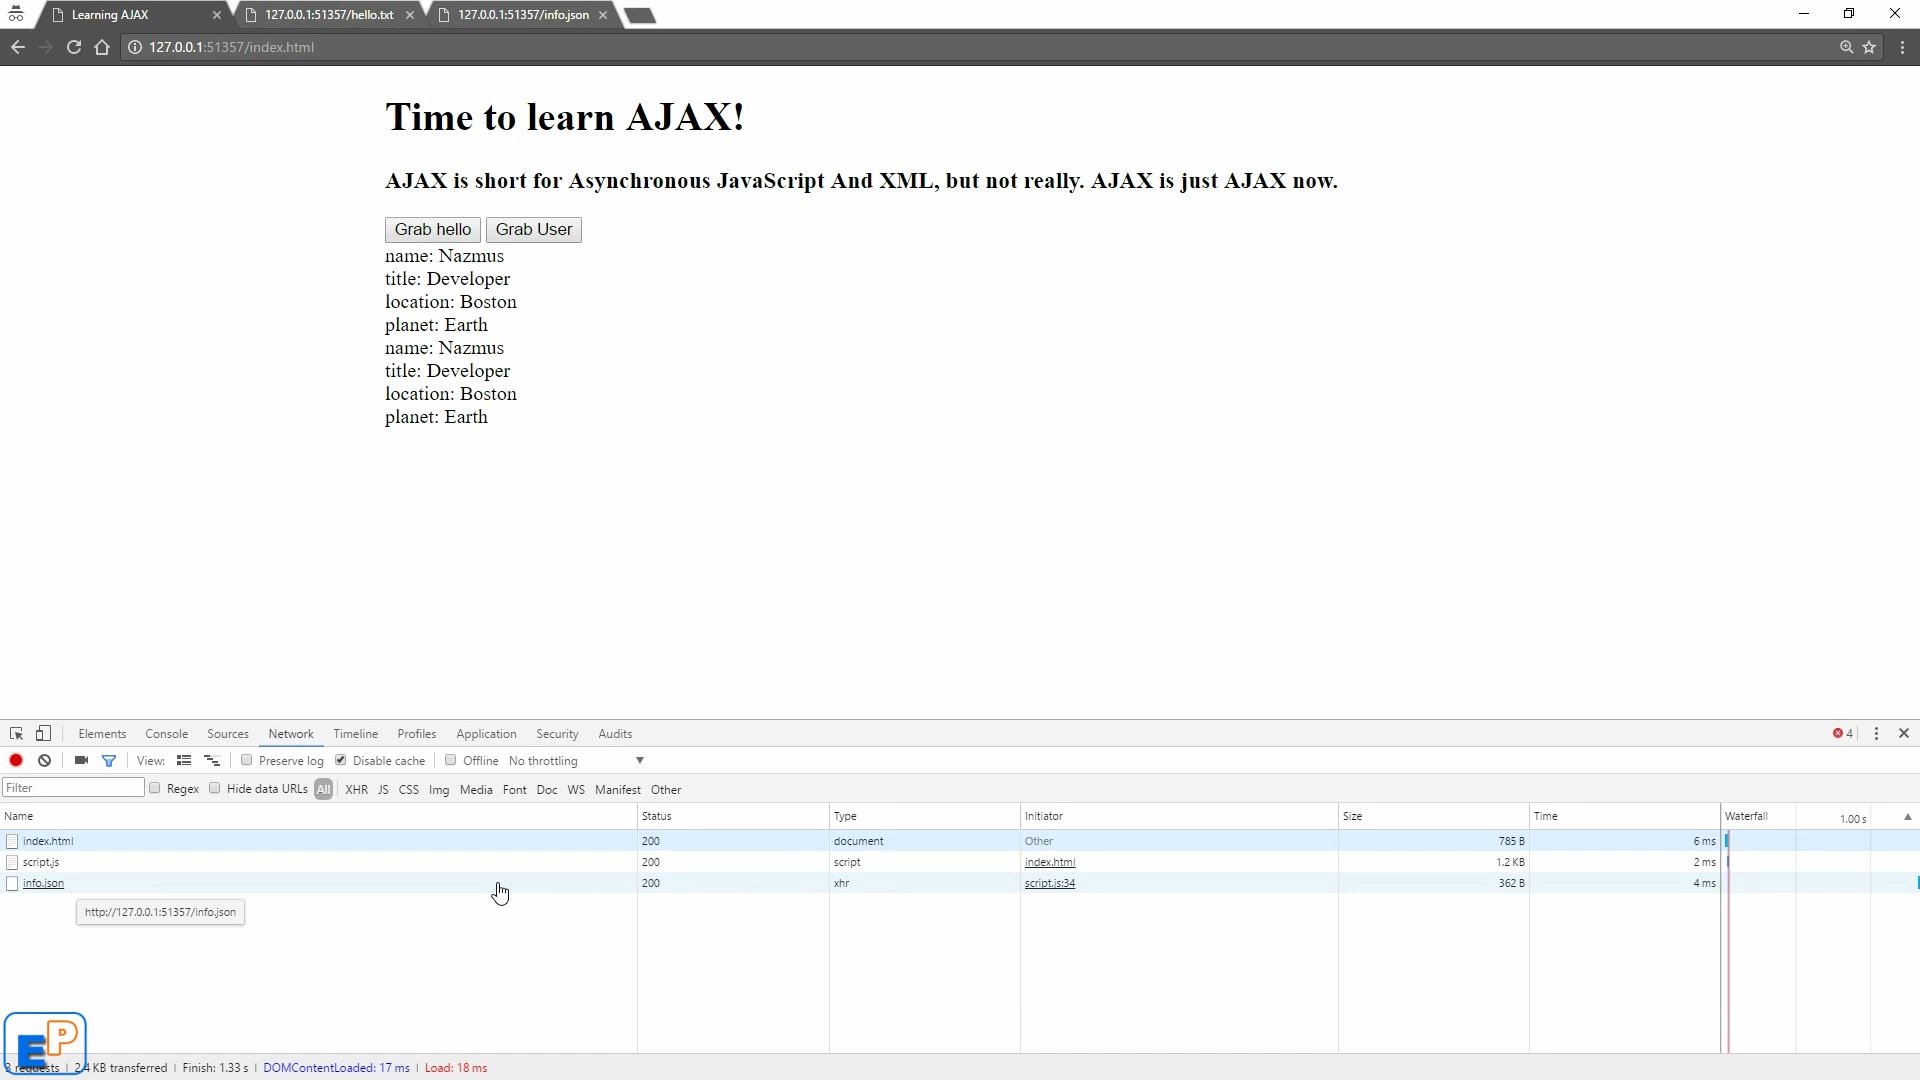 Learning AJAX
127.0.0.1:51357/hello.txt
127.0.0.1:51357/info.json
127.0.0.1:51357/index.html
Time to learn AJAX!
AJAX is short for Asynchronous JavaScript And XML, but not really. AJAX is just AJAX now.
Grab hello Grab User
name: Nazmus
title: Developer
location: Boston
planet: Earth
name: Nazmus
title: Developer
location: Boston
planet: Earth
Elements Console Sources Network Timeline Profiles Application Security Audits 4
View: Preserve log Disable cache Offline No throttling
Filter Regex Hide data URLs All XHR JS CSS Img Media Font Doc WS Manifest Other
Name Status Type Initiator Size Time Waterfall 1.00 s
index.html 200 document Other 785 B 6 ms
script.js 200 script index.html 1.2 KB 2 ms
info.json 200 xhr script.js:34 362 B 4 ms
http://127.0.0.1:51357/info.json
EP
3 requests | 2.4 KB transferred | Finish: 1.33 s | DOMContentLoaded: 17 ms | Load: 18 ms